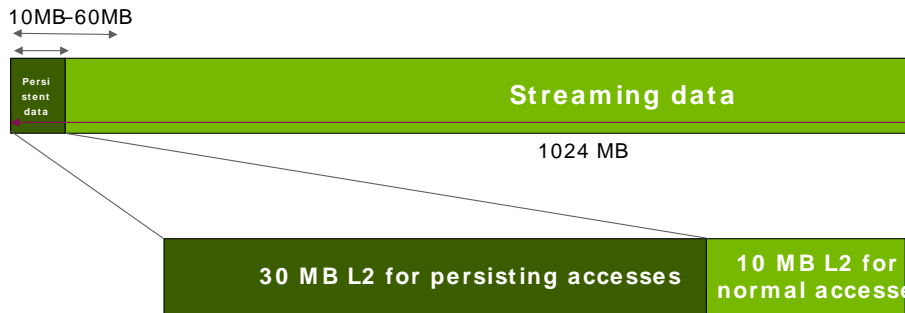 10MB–60MB
Persi
stent
data
Streaming data
1024 MB
30 MB L2 for persisting accesses
10 MB L2 for
normal accesse